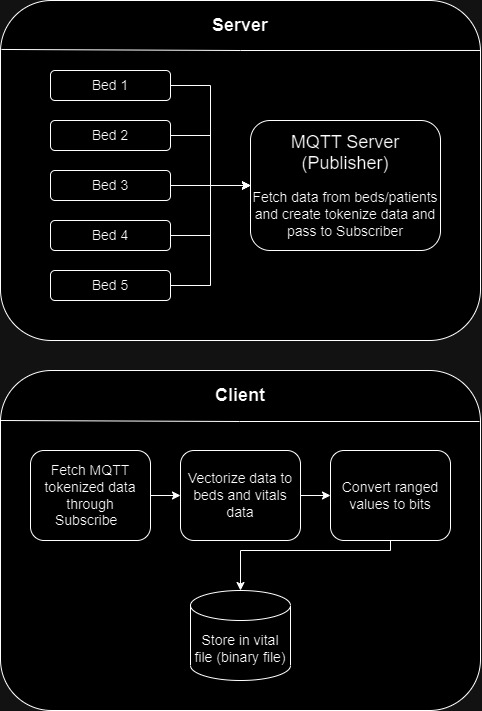 Server
Bed 1
Bed 2
Bed 3
Bed 4
Bed 5
MQTT Server
(Publisher)
Fetch data from beds/patients
and create tokenize data and
pass to Subscriber
Client
Fetch MQTT
tokenized data
through
Subscribe
Vectorize data to
beds and vitals
data
Convert ranged
values to bits
Store in vital
file (binary file)